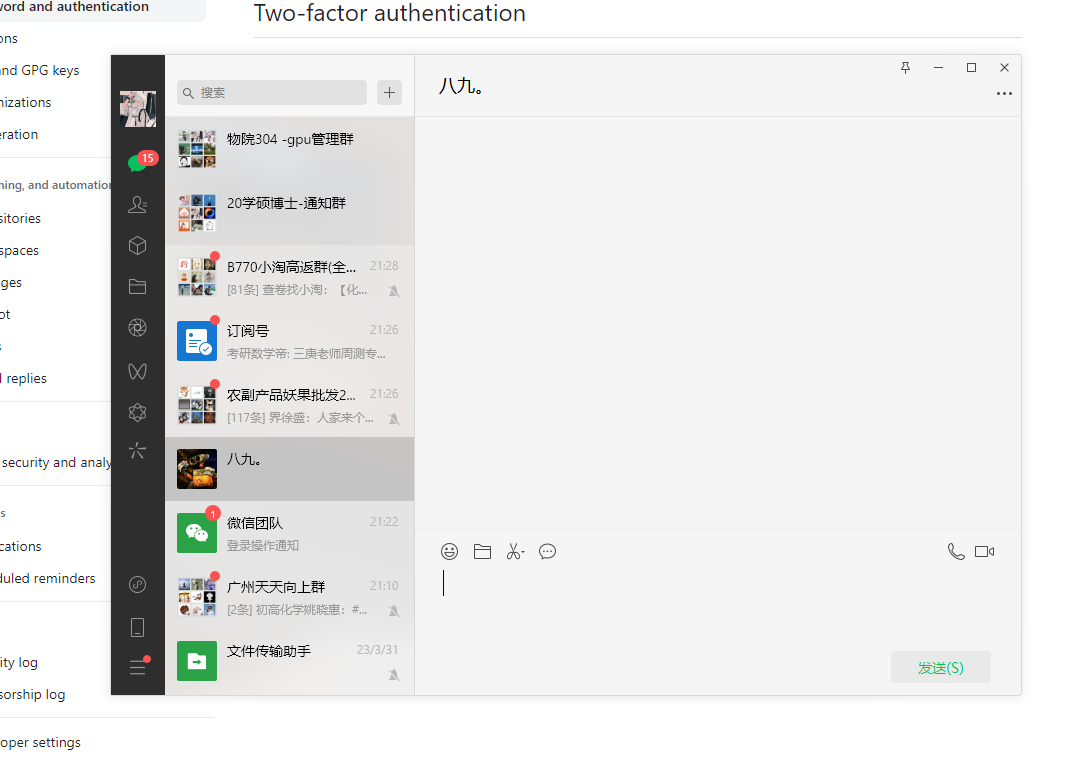 word and authentication
Two-factor authentication
ons
and GPG keys
nizations
eration
ning, and automation
sitories
spaces
ges
ot
s
d replies
security and analy
s
cations
duled reminders
ity log
sorship log
oper settings
15
搜索
物院304 -gpu管理群
20学硕博士-通知群
B770小淘高返群(全... 21:28
[81条] 查卷找小淘: 【化...
订阅号 21:26
考研数学帝: 三庚老师周测专...
农副产品妖果批发2... 21:26
[117条] 界徐盛: 人家来个...
八九。
1
微信团队 21:22
登录操作通知
广州天天向上群 21:10
[2条] 初高化学姚晓惠: #...
文件传输助手 23/3/31
八九。
发送(S)